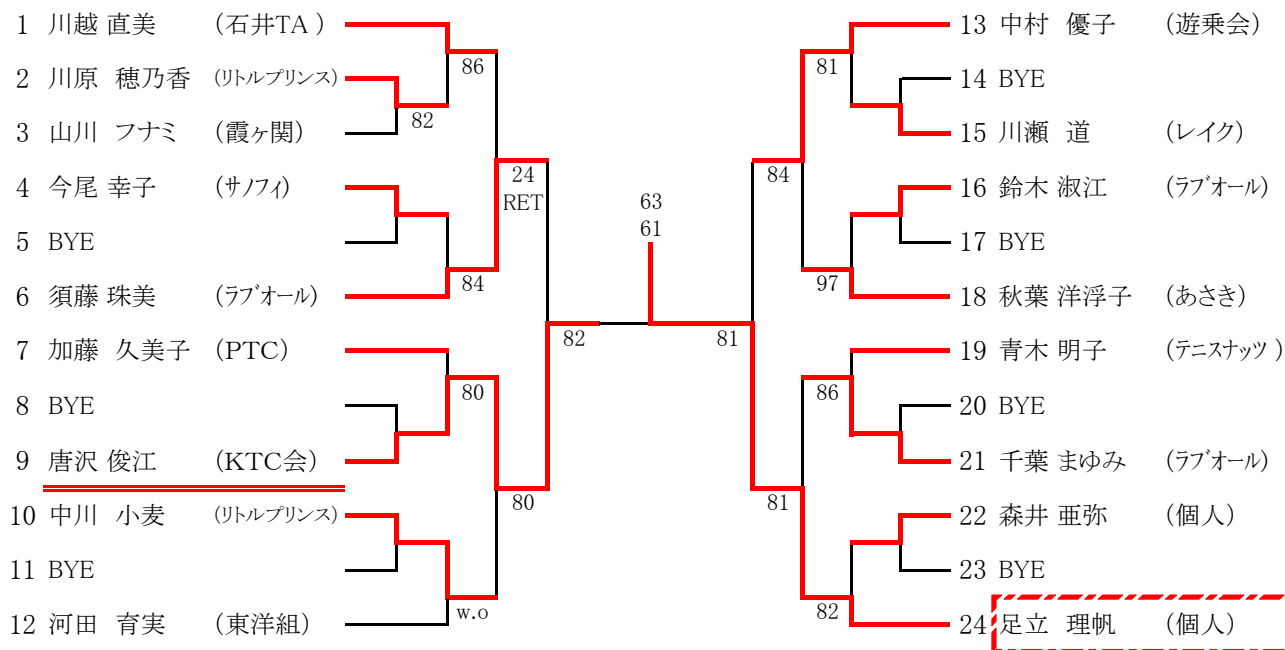 1 川越 直美 (石井TA )
86
2 川原 穂乃香 (リトルプリンス)
82
3 山川 フナミ (霞ヶ関)
24
RET
4 今尾 幸子 (サノフィ)
5 BYE
84
6 須藤 珠美 (ラブオール)
82
7 加藤 久美子 (PTC)
80
8 BYE
9 唐沢 俊江 (KTC会)
80
10 中川 小麦 (リトルプリンス)
11 BYE
w.o
12 河田 育実 (東洋組)
63
61
13 中村 優子 (遊乗会)
81
14 BYE
15 川瀬 道 (レイク)
84
16 鈴木 淑江 (ラブオール)
17 BYE
97
18 秋葉 洋浮子 (あさき)
81
19 青木 明子 (テニスナッツ )
86
20 BYE
21 千葉 まゆみ (ラブオール)
81
22 森井 亜弥 (個人)
23 BYE
82
24 足立 理帆 (個人)